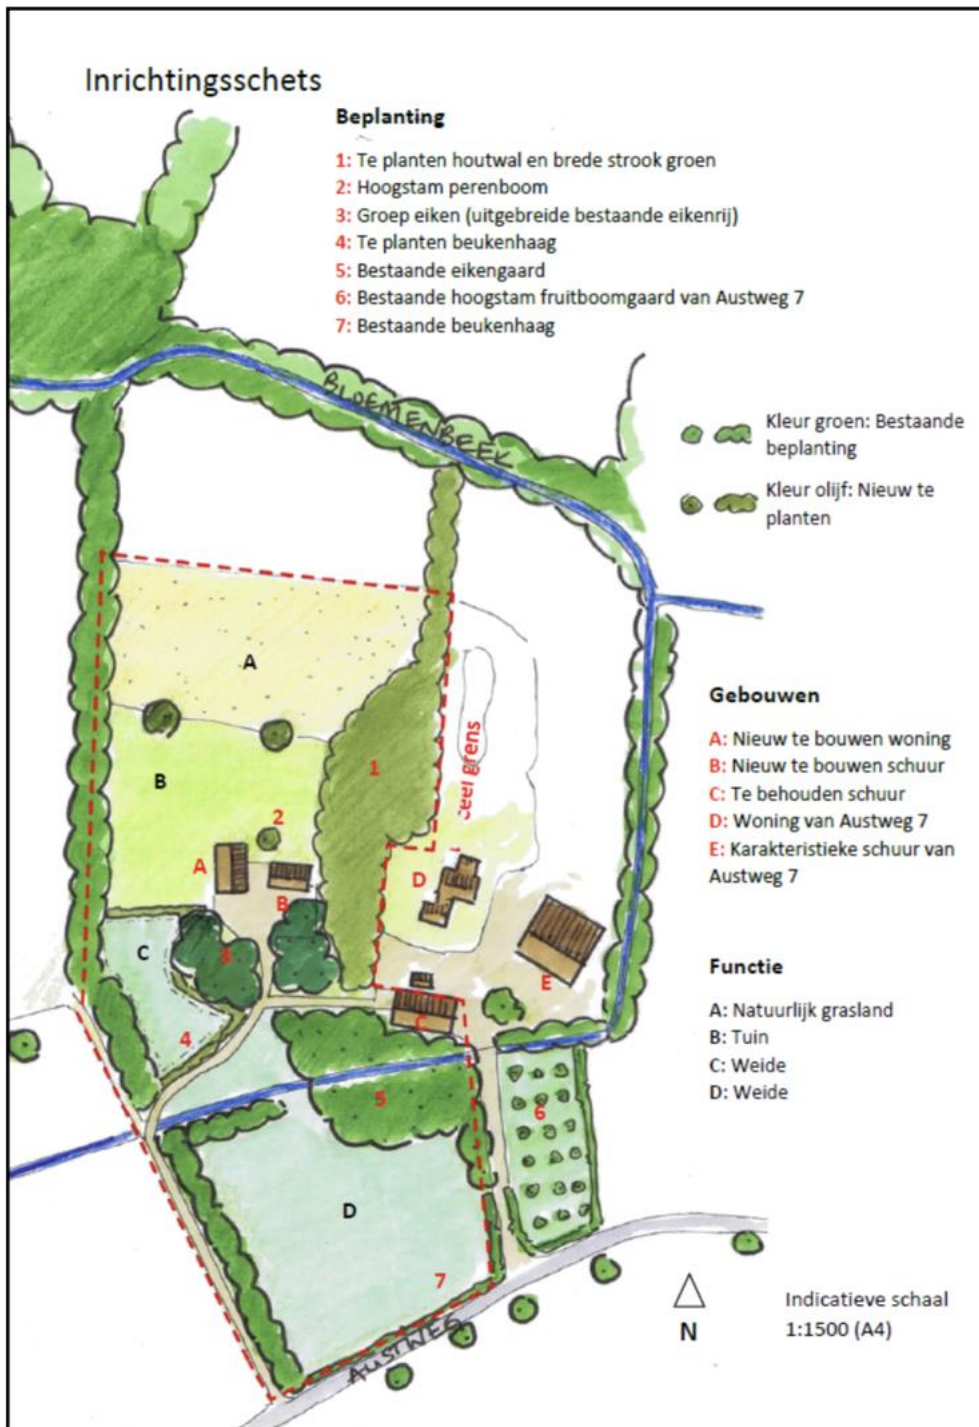 Inrichtingsschets
Beplanting
1: Te planten houtwal en brede strook groen
2: Hoogstam perenboom
3: Groep eiken (uitgebreide bestaande eikenrij)
4: Te planten beukenhaag
5: Bestaande eikengaard
6: Bestaande hoogstam fruitboomgaard van Austweg 7
7: Bestaande beukenhaag
BLOEMENBEEK
Kleur groen: Bestaande
beplanting
Kleur olijf: Nieuw te
planten
A
B
1
2
A
B
D
C
3
4
C
E
5
6
D
7
AUSTWEG
Gebouwen
A: Nieuw te bouwen woning
B: Nieuw te bouwen schuur
C: Te behouden schuur
D: Woning van Austweg 7
E: Karakteristieke schuur van
Austweg 7
Functie
A: Natuurlijk grasland
B: Tuin
C: Weide
D: Weide
N
Indicatieve schaal
1:1500 (A4)